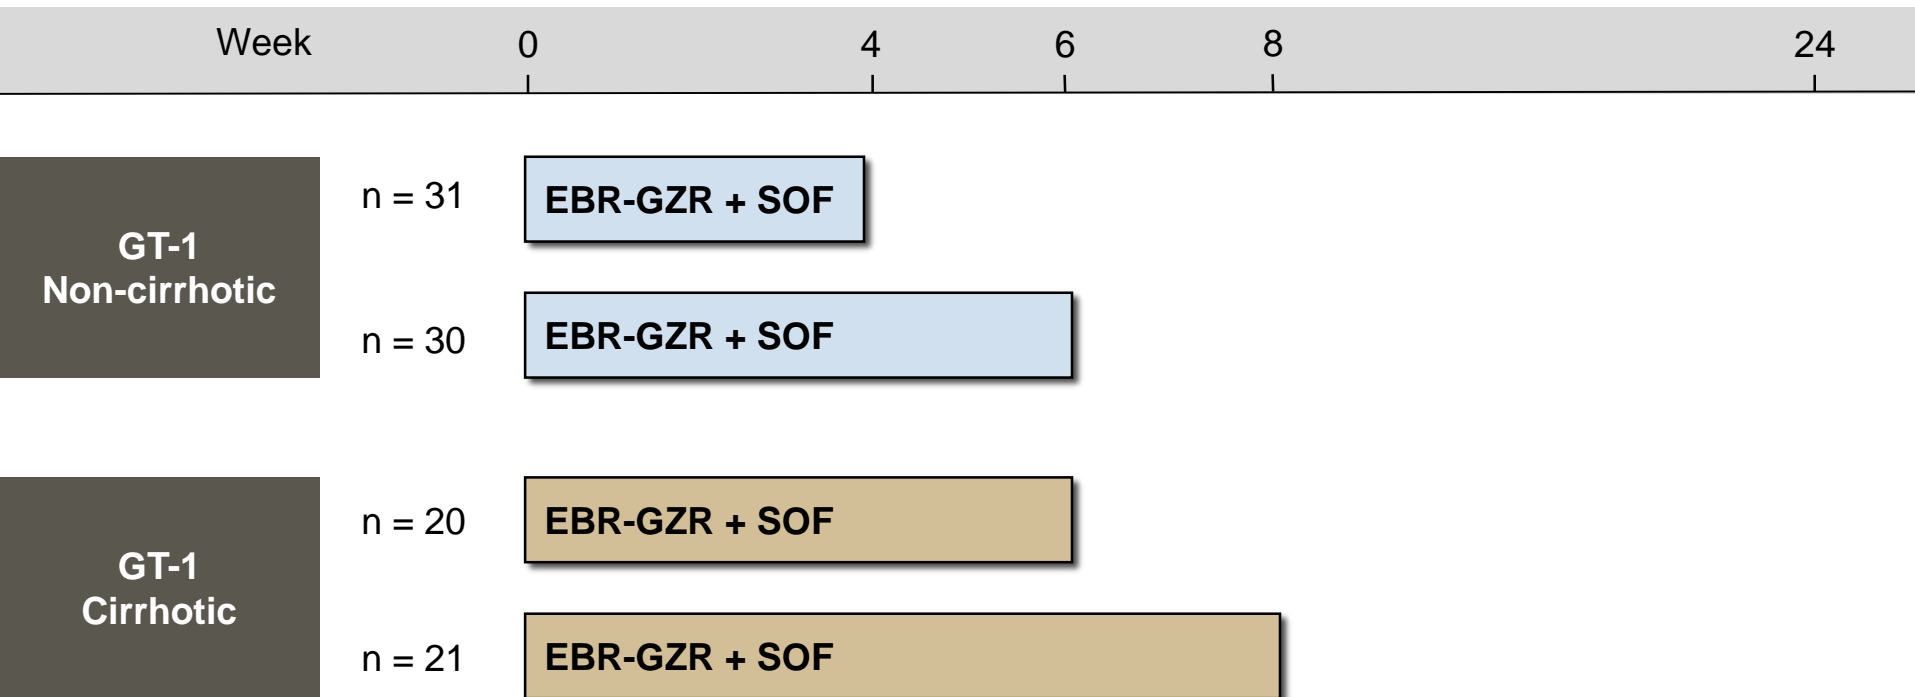 Week 0 4 6 8 24
GT-1
Non-cirrhotic
n = 31 EBR-GZR + SOF
n = 30 EBR-GZR + SOF
GT-1
Cirrhotic
n = 20 EBR-GZR + SOF
n = 21 EBR-GZR + SOF